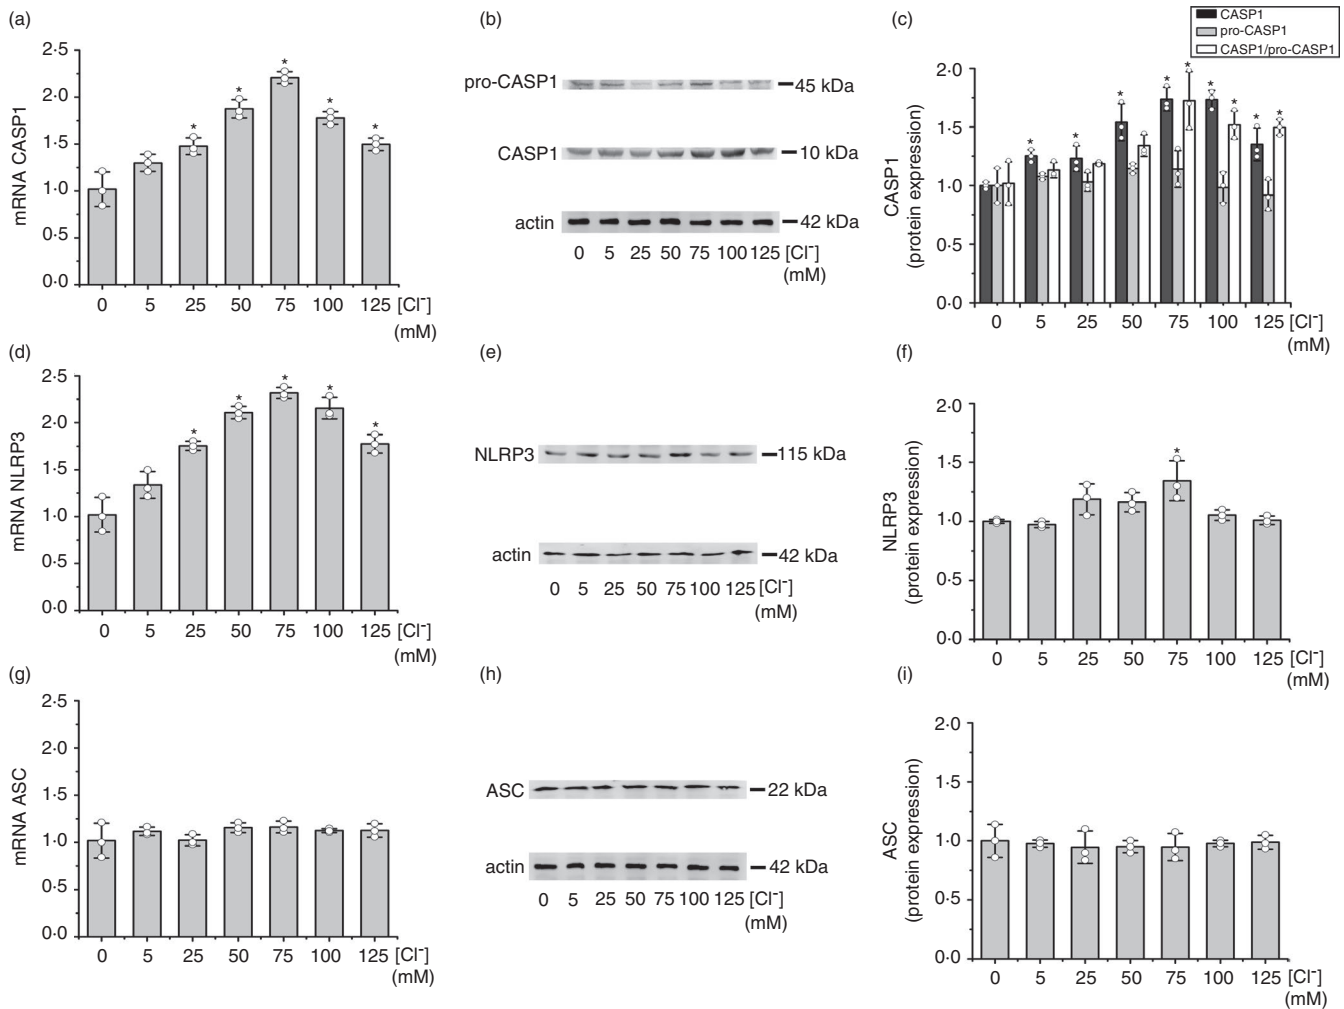 (a)
mRNA CASP1
2·5
2·0
1·5
1·0
0·5
0·0
* * * * *
0 5 25 50 75 100 125 [Cl⁻]
(mM)
(b)
pro-CASP1 45 kDa
CASP1 10 kDa
actin 42 kDa
0 5 25 50 75 100 125 [Cl⁻]
(mM)
(c)
CASP1
pro-CASP1
CASP1/pro-CASP1
CASP1
(protein expression)
2·0
1·5
1·0
0·5
0·0
* * * * * * * * *
0 5 25 50 75 100 125 [Cl⁻]
(mM)
(d)
mRNA NLRP3
2·5
2·0
1·5
1·0
0·5
0·0
* * * * *
0 5 25 50 75 100 125 [Cl⁻]
(mM)
(e)
NLRP3 115 kDa
actin 42 kDa
0 5 25 50 75 100 125 [Cl⁻]
(mM)
(f)
NLRP3
(protein expression)
2·0
1·5
1·0
0·5
0·0
*
0 5 25 50 75 100 125 [Cl⁻]
(mM)
(g)
mRNA ASC
2·5
2·0
1·5
1·0
0·5
0·0
0 5 25 50 75 100 125 [Cl⁻]
(mM)
(h)
ASC 22 kDa
actin 42 kDa
0 5 25 50 75 100 125 [Cl⁻]
(mM)
(i)
ASC
(protein expression)
2·0
1·5
1·0
0·5
0·0
0 5 25 50 75 100 125 [Cl⁻]
(mM)